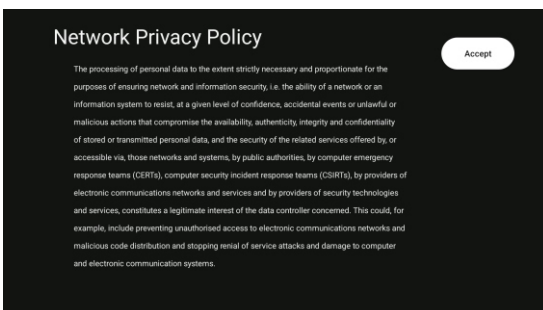 Network Privacy Policy
Accept
The processing of personal data to the extent strictly necessary and proportionate for the
purposes of ensuring network and information security, i.e. the ability of a network or an
information system to resist, at a given level of confidence, accidental events or unlawful or
malicious actions that compromise the availability, authenticity, integrity and confidentiality
of stored or transmitted personal data, and the security of the related services offered by, or
accessible via, those networks and systems, by public authorities, by computer emergency
response teams (CERTs), computer security incident response teams (CSIRTs), by providers of
electronic communications networks and services and by providers of security technologies
and services, constitutes a legitimate interest of the data controller concerned. This could, for
example, include preventing unauthorised access to electronic communications networks and
malicious code distribution and stopping renial of service attacks and damage to computer
and electronic communication systems.